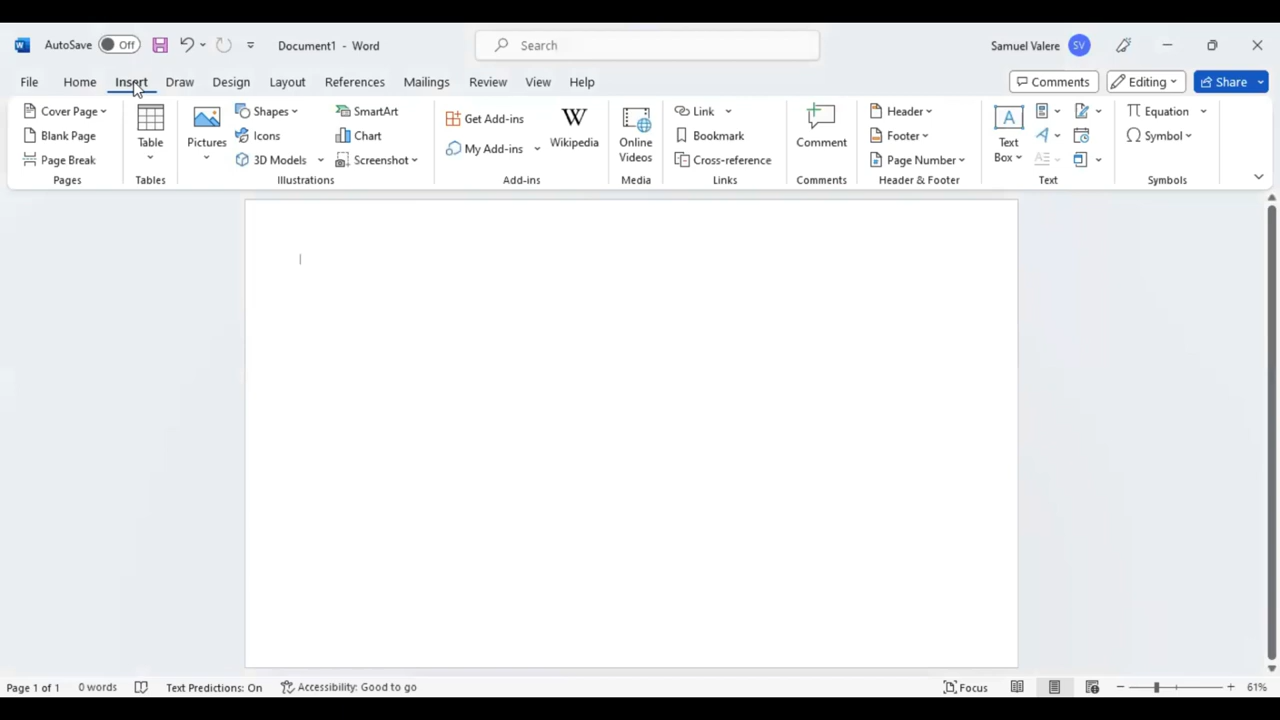 AutoSave Off Document1 - Word Search Samuel Valere SV
File Home Insert Draw Design Layout References Mailings Review View Help Comments Editing Share
Cover Page Shapes SmartArt Get Add-ins Link Header Equation
Blank Page Icons Chart Bookmark Footer Symbol
Table Pictures My Add-ins Wikipedia Online Videos Comment Text Box A
Page Break 3D Models Screenshot Cross-reference Page Number
Pages Tables Illustrations Add-ins Media Links Comments Header & Footer Text Symbols
Page 1 of 1 0 words Text Predictions: On Accessibility: Good to go Focus 61%